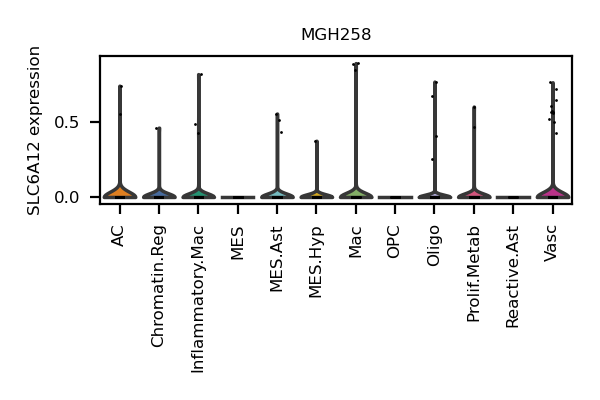 MGH258
SLC6A12 expression
0.5
0.0
AC
Chromatin.Reg
Inflammatory.Mac
MES
MES.Ast
MES.Hyp
Mac
OPC
Oligo
Prolif.Metab
Reactive.Ast
Vasc